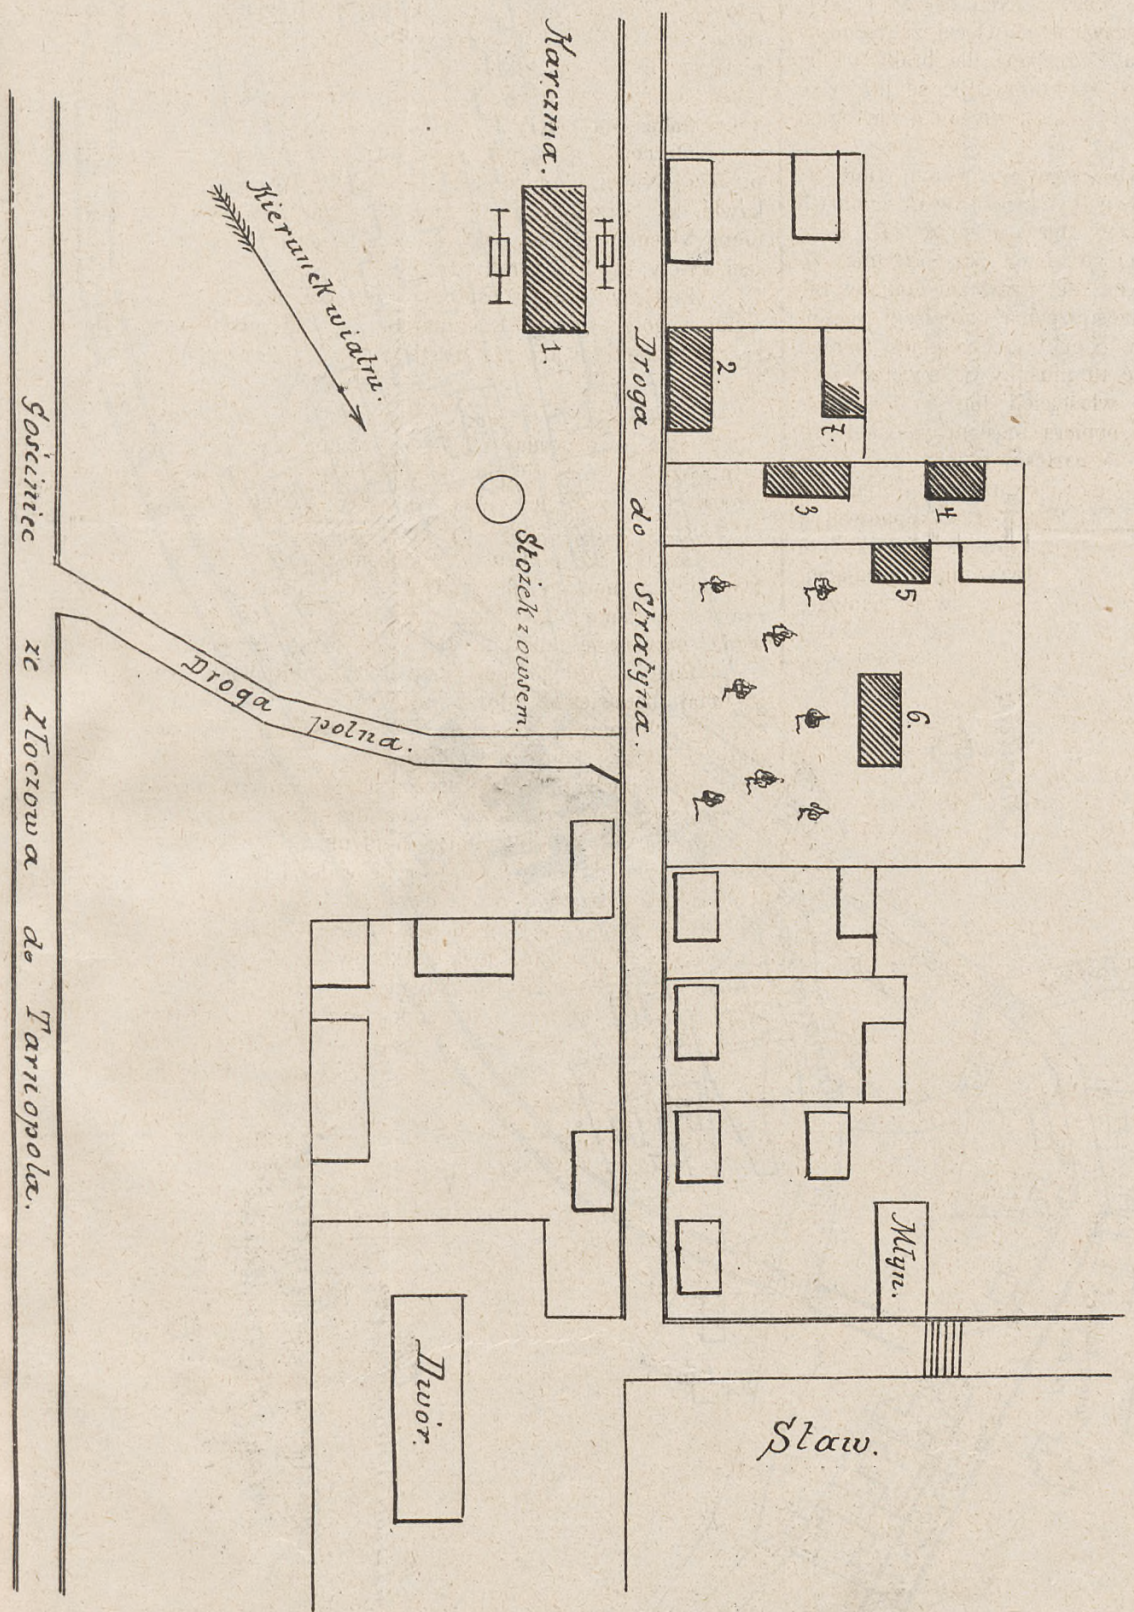 Karczma.
1.
Kierunek wiatru.
Stożek z owsem.
Droga do Stratyna.
2.
7.
3
4
5
6.
Droga polna.
Gościniec ze Złoczowa do Tarnopola.
Młyn.
Dwór.
Staw.